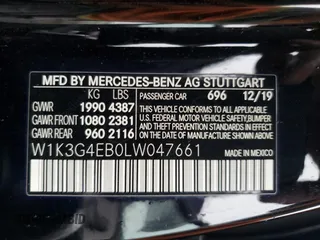 MFD BY MERCEDES-BENZ AG STUTTGART
KG LBS PASSENGER CAR 696 12/19
GVWR 1990 4387
GAWR FRONT 1080 2381
GAWR REAR 960 2116
THIS VEHICLE CONFORMS TO ALL
APPLICABLE U.S. FEDERAL MOTOR
VEHICLE SAFETY, BUMPER, AND THEFT
PREVENTION STANDARDS IN EFFECT ON THE
DATE OF MANUFACTURE SHOWN ABOVE.
W1K3G4EB0LW047661 MADE IN MEXICO